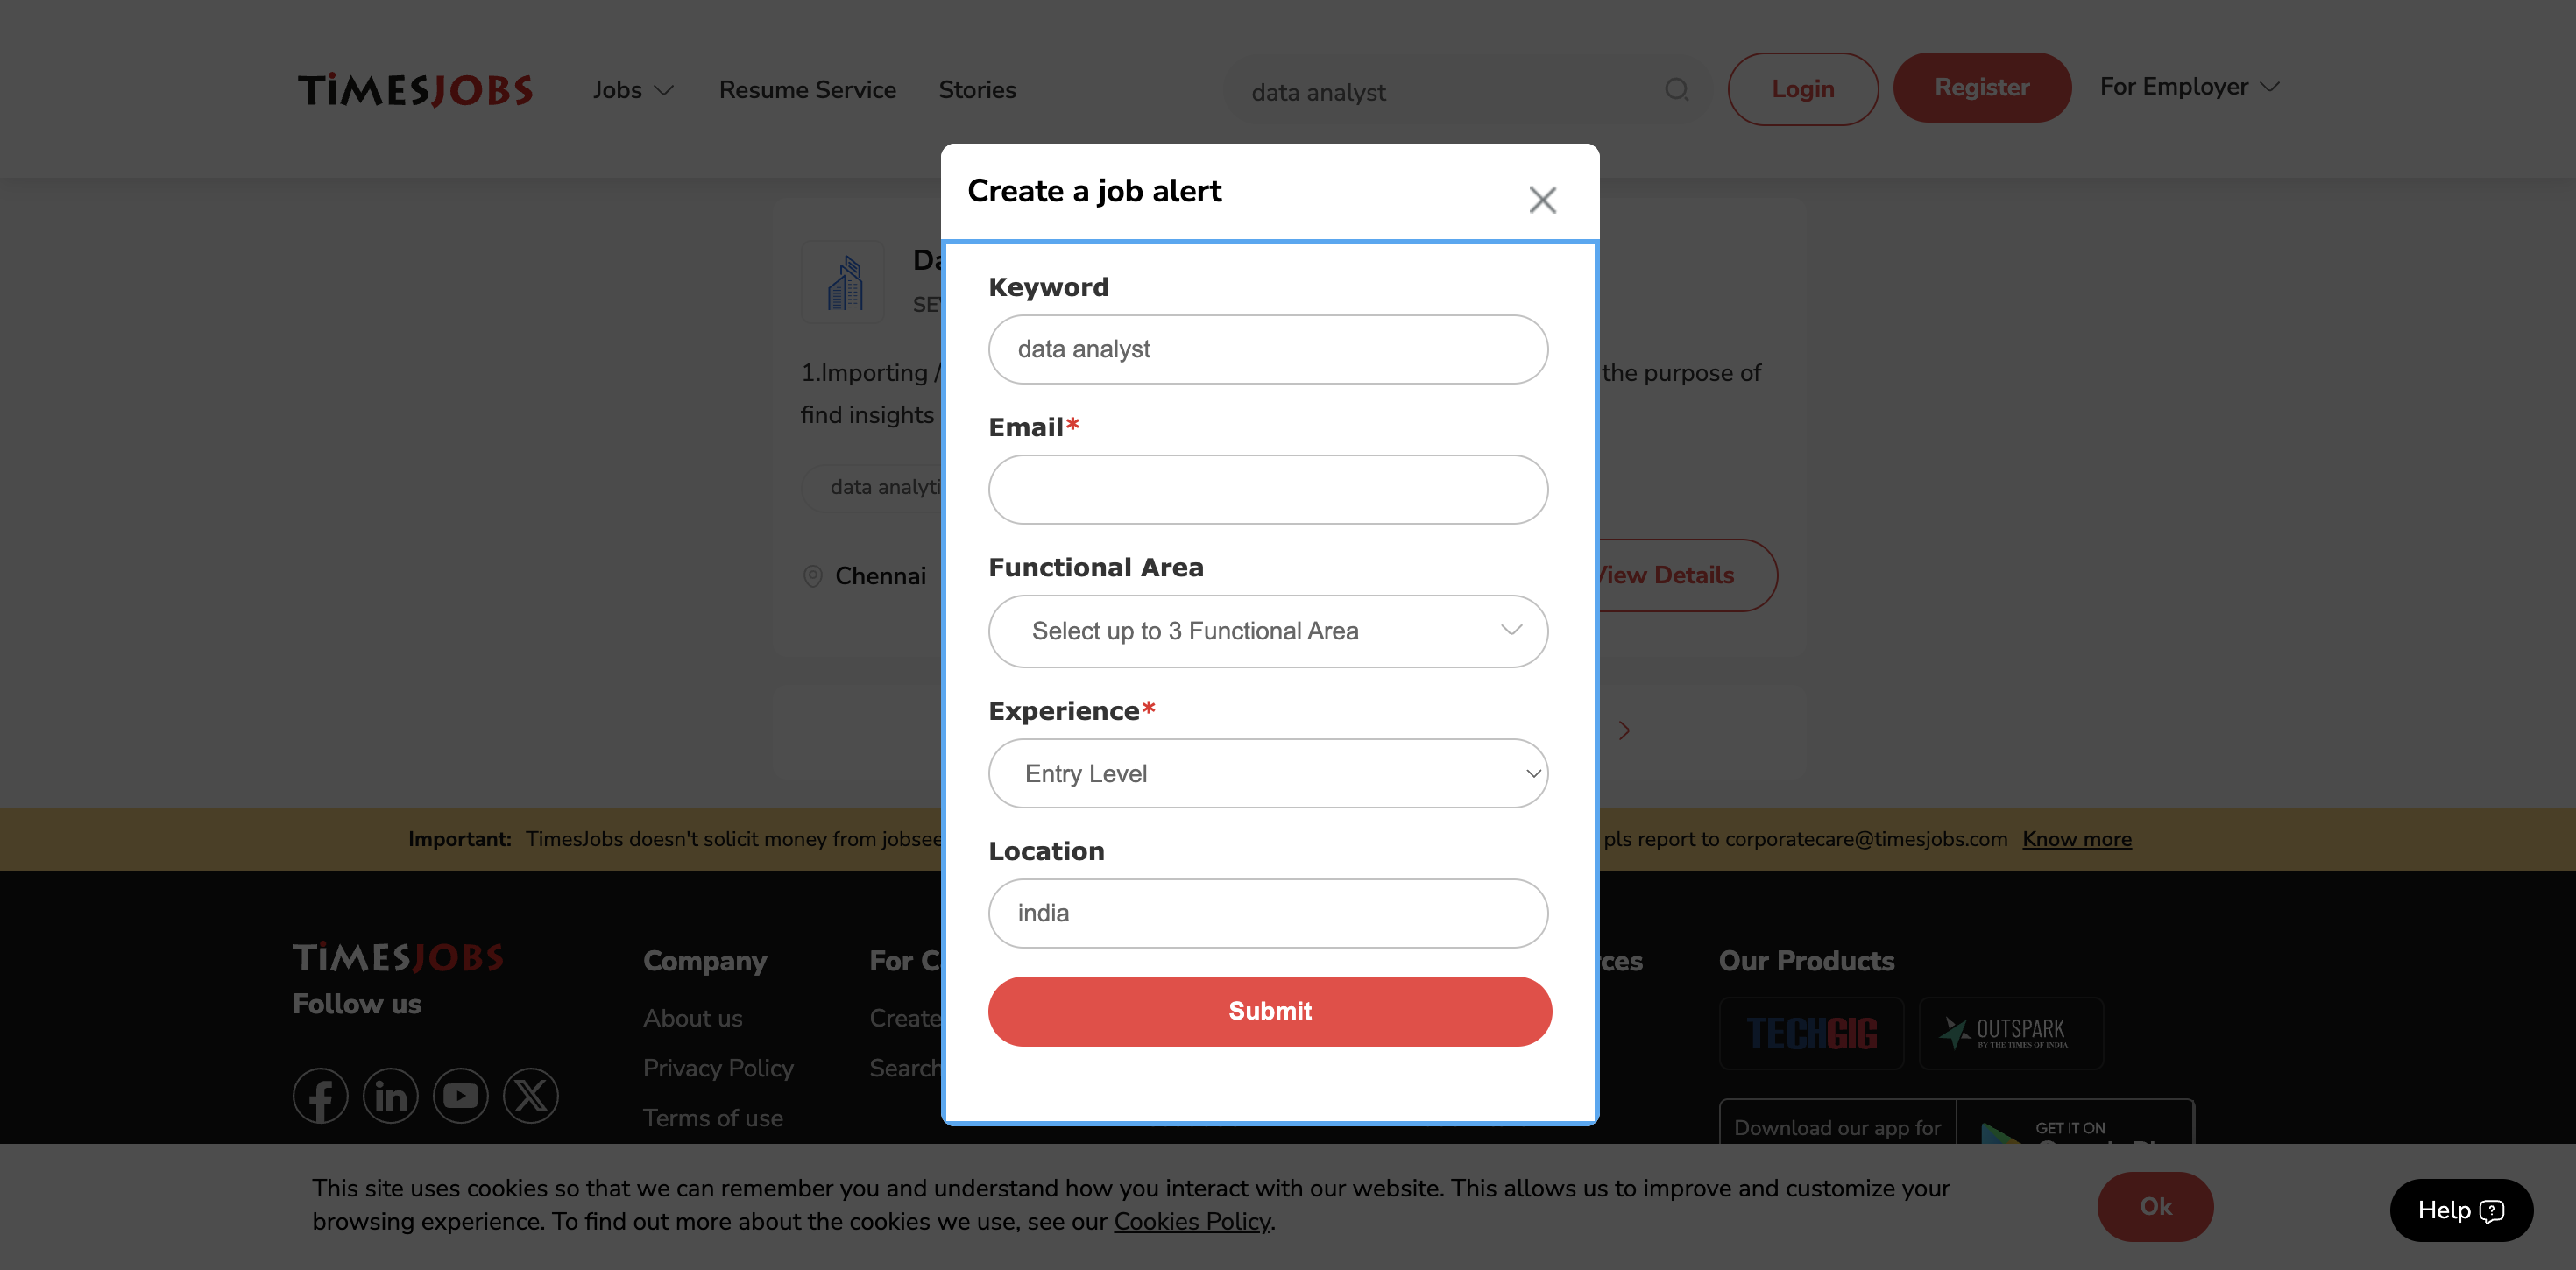 TiMESJOBS
Jobs
Resume Service
Stories
data analyst
Login
Register
For Employer
Create a job alert
Keyword
data analyst
Email*
Functional Area
Select up to 3 Functional Area
Experience*
Entry Level
Location
india
Submit
1.Importing /
the purpose of
find insights
Chennai
View Details
Important: TimesJobs doesn't solicit money from
pls report to corporatecare@timesjobs.com Know more
TiMESJOBS
Follow us
Company
About us
Privacy Policy
Terms of use
For
Create
Search
Our Products
TECHGIG
OUTSPARK
BY THE TIMES OF INDIA
Download our app for
GET IT ON
This site uses cookies so that we can remember you and understand how you interact with our website. This allows us to improve and customize your
browsing experience. To find out more about the cookies we use, see our Cookies Policy.
Ok
Help